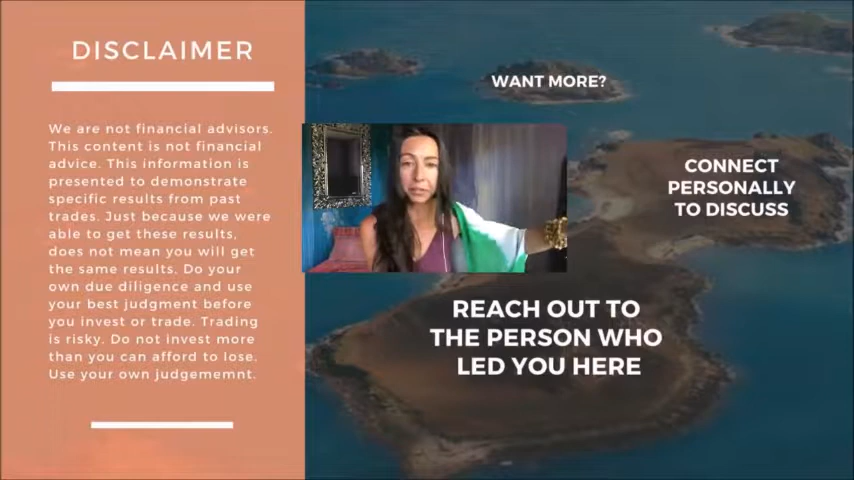 DISCLAIMER
We are not financial advisors.
This content is not financial
advice. This information is
presented to demonstrate
specific results from past
trades. Just because we were
able to get these results,
does not mean you will get
the same results. Do your
own due diligence and use
your best judgment before
you invest or trade. Trading
is risky. Do not invest more
than you can afford to lose.
Use your own judgememnt.
WANT MORE?
CONNECT
PERSONALLY
TO DISCUSS
REACH OUT TO
THE PERSON WHO
LED YOU HERE